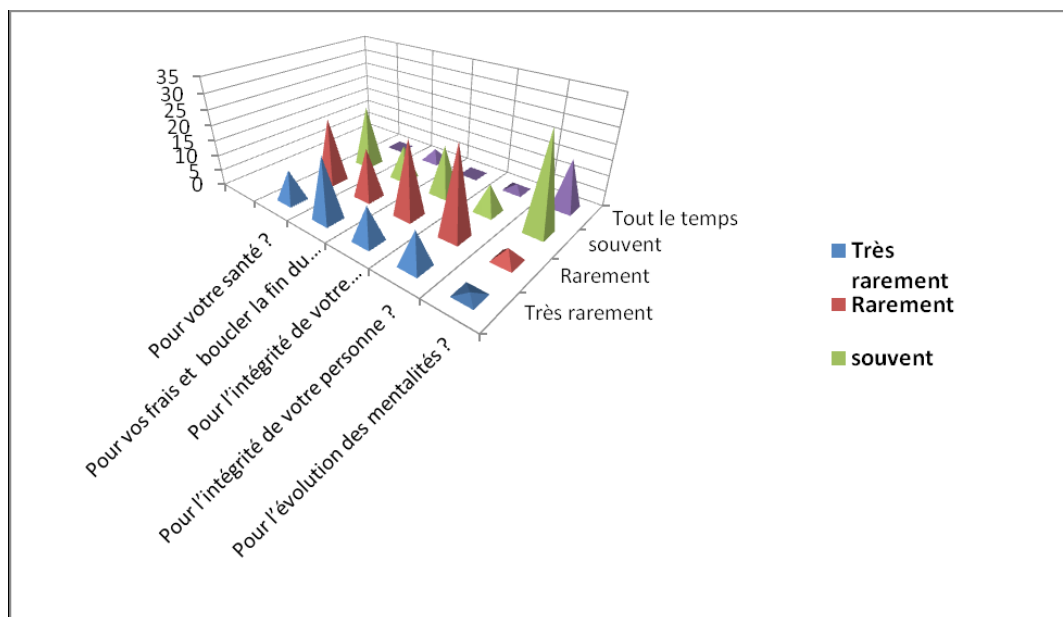 35
30
25
20
15
10
5
0
Pour votre santé ?
Pour vos frais et boucler la fin du...
Pour l'intégrité de votre...
Pour l'intégrité de votre personne ?
Pour l'évolution des mentalités ?
Tout le temps
souvent
Rarement
Très rarement
Très
rarement
Rarement
souvent